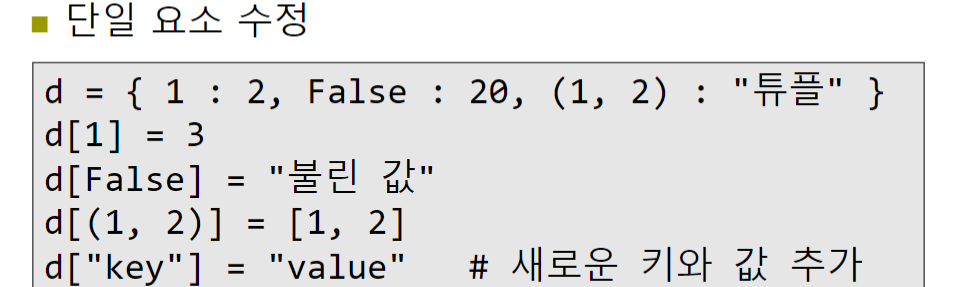 단일 요소 수정
d = { 1 : 2, False : 20, (1, 2) : "튜플" }
d[1] = 3
d[False] = "불린 값"
d[(1, 2)] = [1, 2]
d["key"] = "value"   # 새로운 키와 값 추가